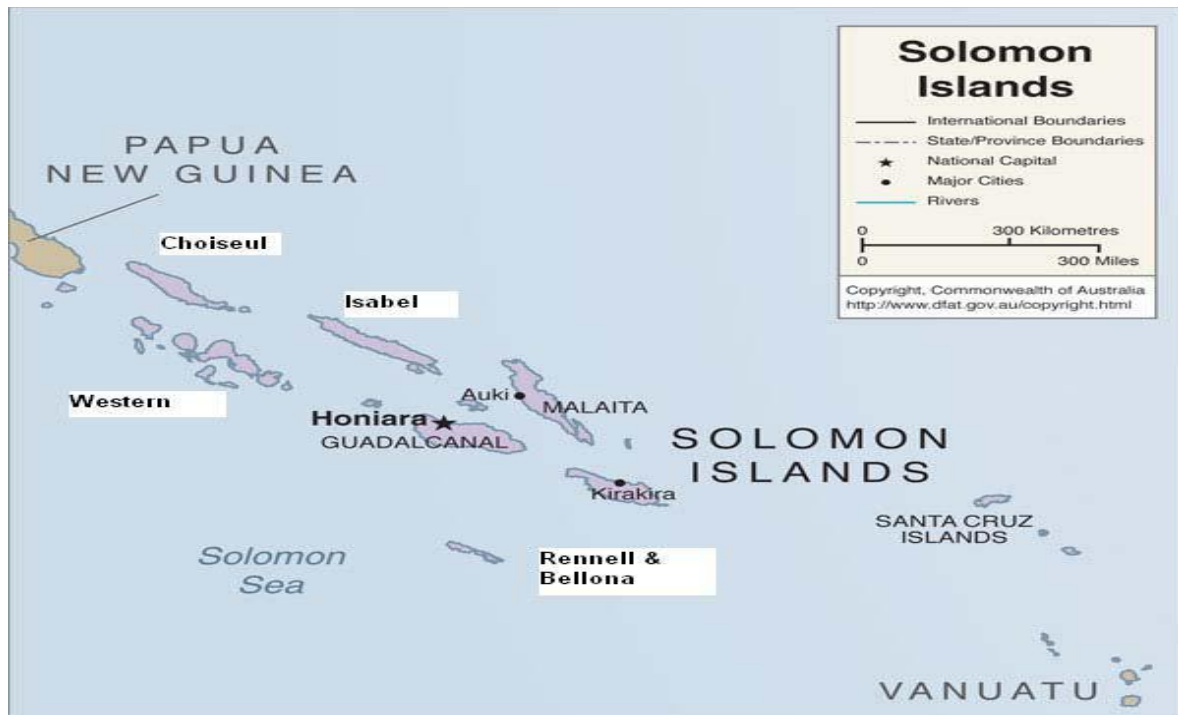 Solomon
Islands
International Boundaries
State/Province Boundaries
National Capital
Major Cities
Rivers
0 300 Kilometres
0 300 Miles
Copyright, Commonwealth of Australia
http://www.dfat.gov.au/copyright.html
PAPUA
NEW GUINEA
Choiseul
Isabel
Western
Auki
MALAITA
Honiara
GUADALCANAL
SOLOMON
ISLANDS
Kirakira
SANTA CRUZ
ISLANDS
Solomon
Sea
Rennell &
Bellona
VANUATU